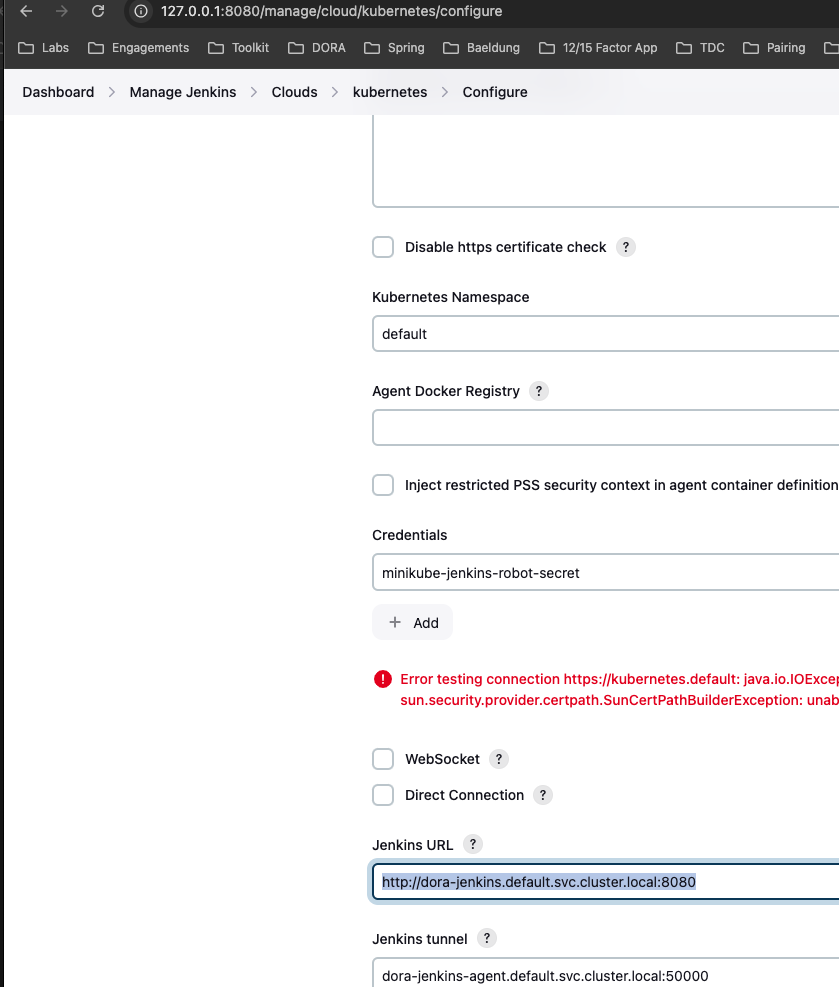 127.0.0.1:8080/manage/cloud/kubernetes/configure
Labs Engagements Toolkit DORA Spring Baeldung 12/15 Factor App TDC Pairing
Dashboard > Manage Jenkins > Clouds > kubernetes > Configure
Disable https certificate check ?
Kubernetes Namespace
default
Agent Docker Registry ?
Inject restricted PSS security context in agent container definition
Credentials
minikube-jenkins-robot-secret
+ Add
Error testing connection https://kubernetes.default: java.io.IOExcep
sun.security.provider.certpath.SunCertPathBuilderException: unab
WebSocket ?
Direct Connection ?
Jenkins URL ?
http://dora-jenkins.default.svc.cluster.local:8080
Jenkins tunnel ?
dora-jenkins-agent.default.svc.cluster.local:50000